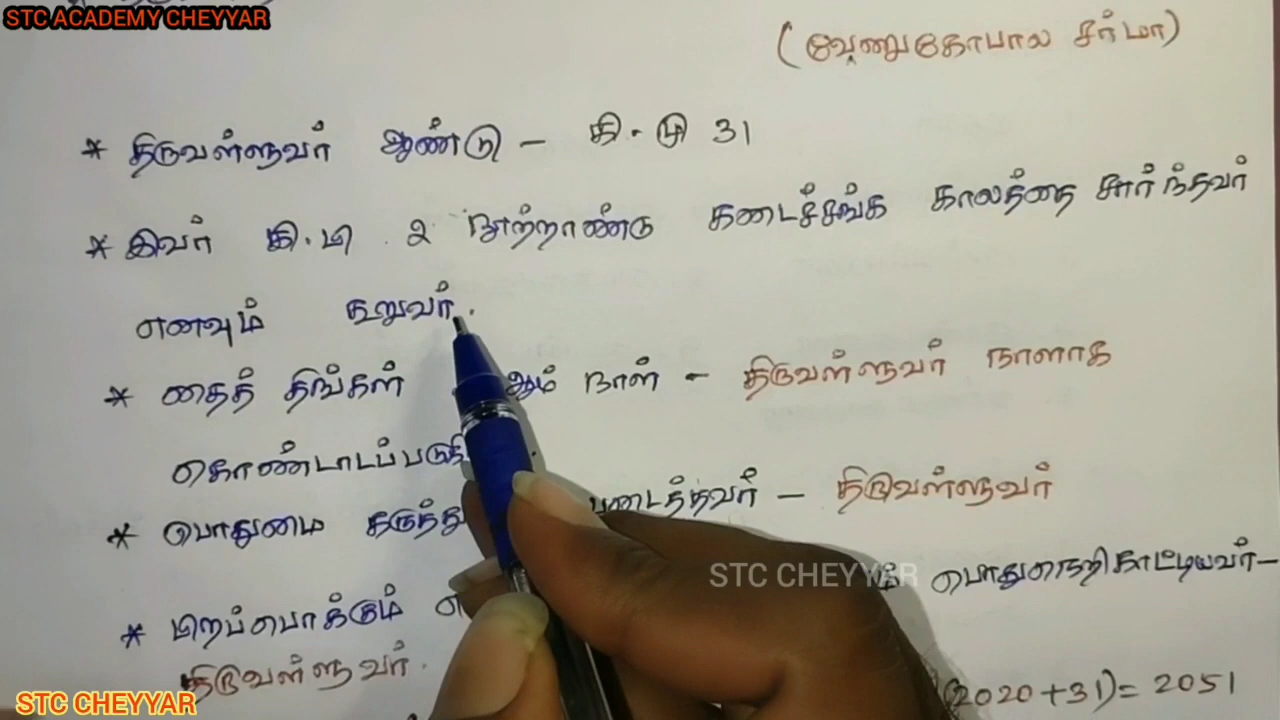 STC ACADEMY CHEYYAR
(வேணுகோபால சர்மா)
* திருவள்ளுவர் ஆண்டு - கி.மு 31
* இவர் கி.பி 2 நூற்றாண்டு கடைச்சங்க காலத்தை சார்ந்தவர்
எனவும் கூறுவர்.
* தைத் திங்கள் ஆம் நாள் - திருவள்ளுவர் நாளாக
கொண்டாடப்படுகி
* பொதுமை கருத்து படைத்தவர் - திருவள்ளுவர்
STC CHEYYAR
* பிறப்பொக்கும் எ பொதுநெறிகாட்டியவர் -
திருவள்ளுவர்.
(2020+31)= 2051
STC CHEYYAR